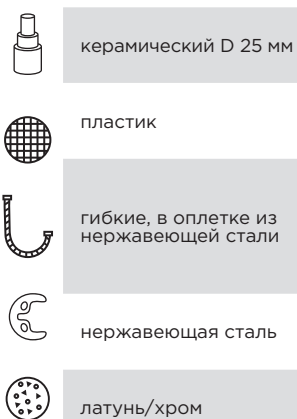 керамический D 25 мм
пластик
гибкие, в оплетке из
нержавеющей стали
нержавеющая сталь
латунь/хром